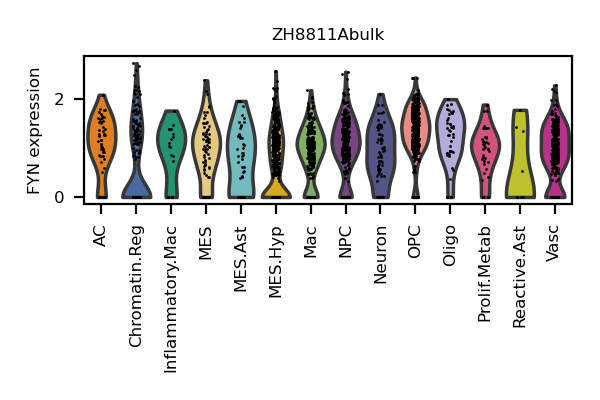 ZH8811Abulk
FYN expression
2
0
AC
Chromatin.Reg
Inflammatory.Mac
MES
MES.Ast
MES.Hyp
Mac
NPC
Neuron
OPC
Oligo
Prolif.Metab
Reactive.Ast
Vasc